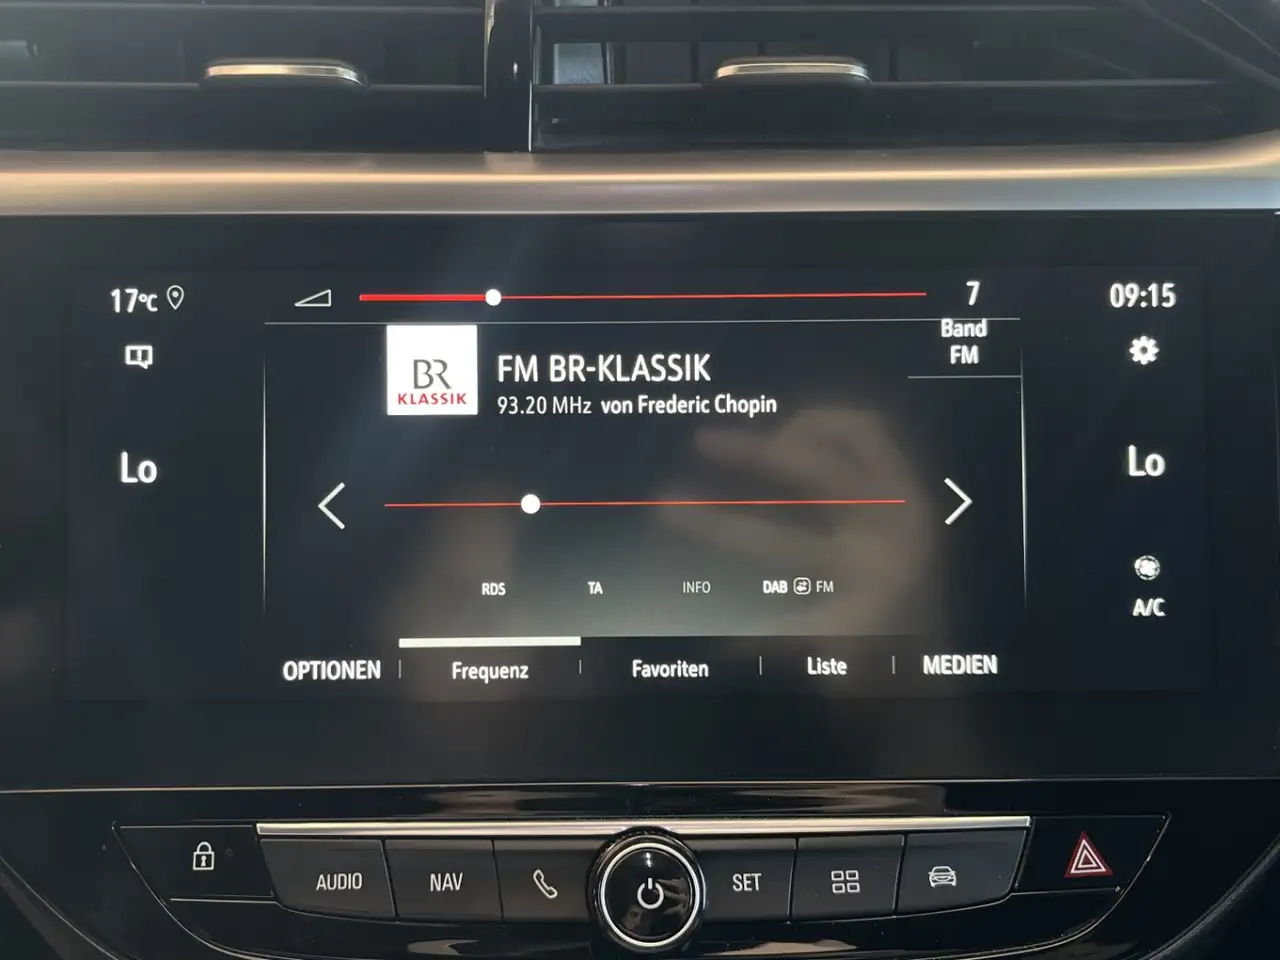 17°C
7
09:15
Band
FM
BR
KLASSIK
FM BR-KLASSIK
93.20 MHz von Frederic Chopin
Lo
Lo
RDS TA INFO DAB FM
A/C
OPTIONEN Frequenz Favoriten Liste MEDIEN
AUDIO NAV SET